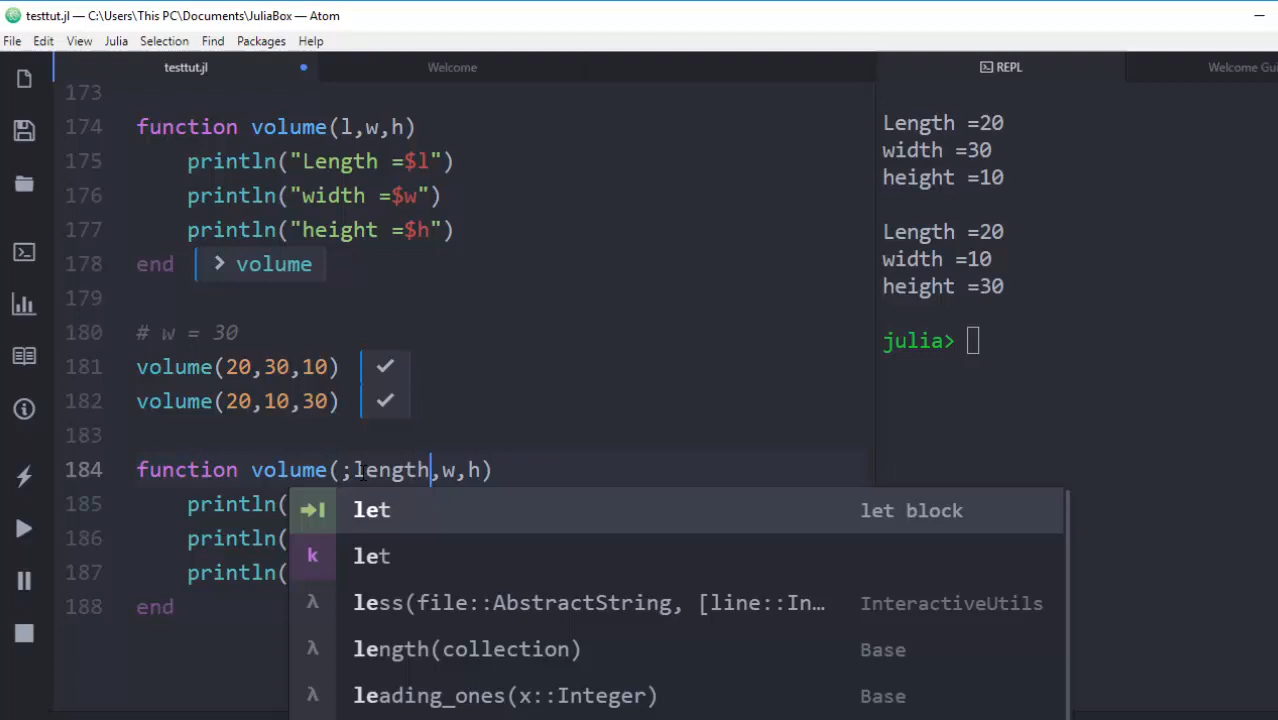 testtut.jl — C:\Users\This PC\Documents\JuliaBox — Atom
File Edit View Julia Selection Find Packages Help
testtut.jl Welcome REPL Welcome Gui
173
174 function volume(l,w,h)
175 println("Length =$l")
176 println("width =$w")
177 println("height =$h")
178 end > volume
179
180 # w = 30
181 volume(20,30,10)
182 volume(20,10,30)
183
184 function volume(;length,w,h)
185 println(
186 println(
187 println(
188 end
let let block
k let
λ less(file::AbstractString, [line::In… InteractiveUtils
λ length(collection) Base
λ leading_ones(x::Integer) Base
Length =20
width =30
height =10
Length =20
width =10
height =30
julia>